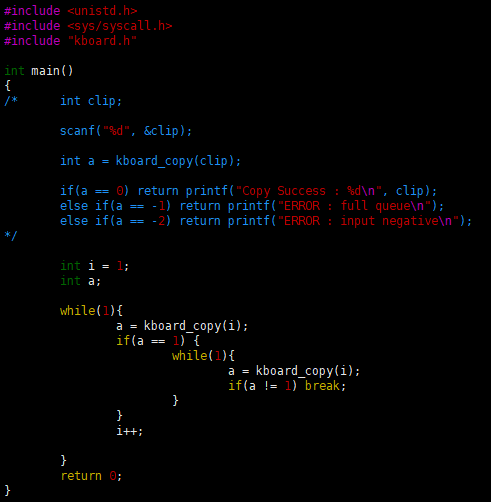 #include <unistd.h>
#include <sys/syscall.h>
#include "kboard.h"

int main()
{
/*      int clip;

        scanf("%d", &clip);

        int a = kboard_copy(clip);

        if(a == 0) return printf("Copy Success : %d\n", clip);
        else if(a == -1) return printf("ERROR : full queue\n");
        else if(a == -2) return printf("ERROR : input negative\n");
*/

        int i = 1;
        int a;

        while(1){
                a = kboard_copy(i);
                if(a == 1) {
                        while(1){
                                a = kboard_copy(i);
                                if(a != 1) break;
                        }
                }
                i++;

        }
        return 0;
}